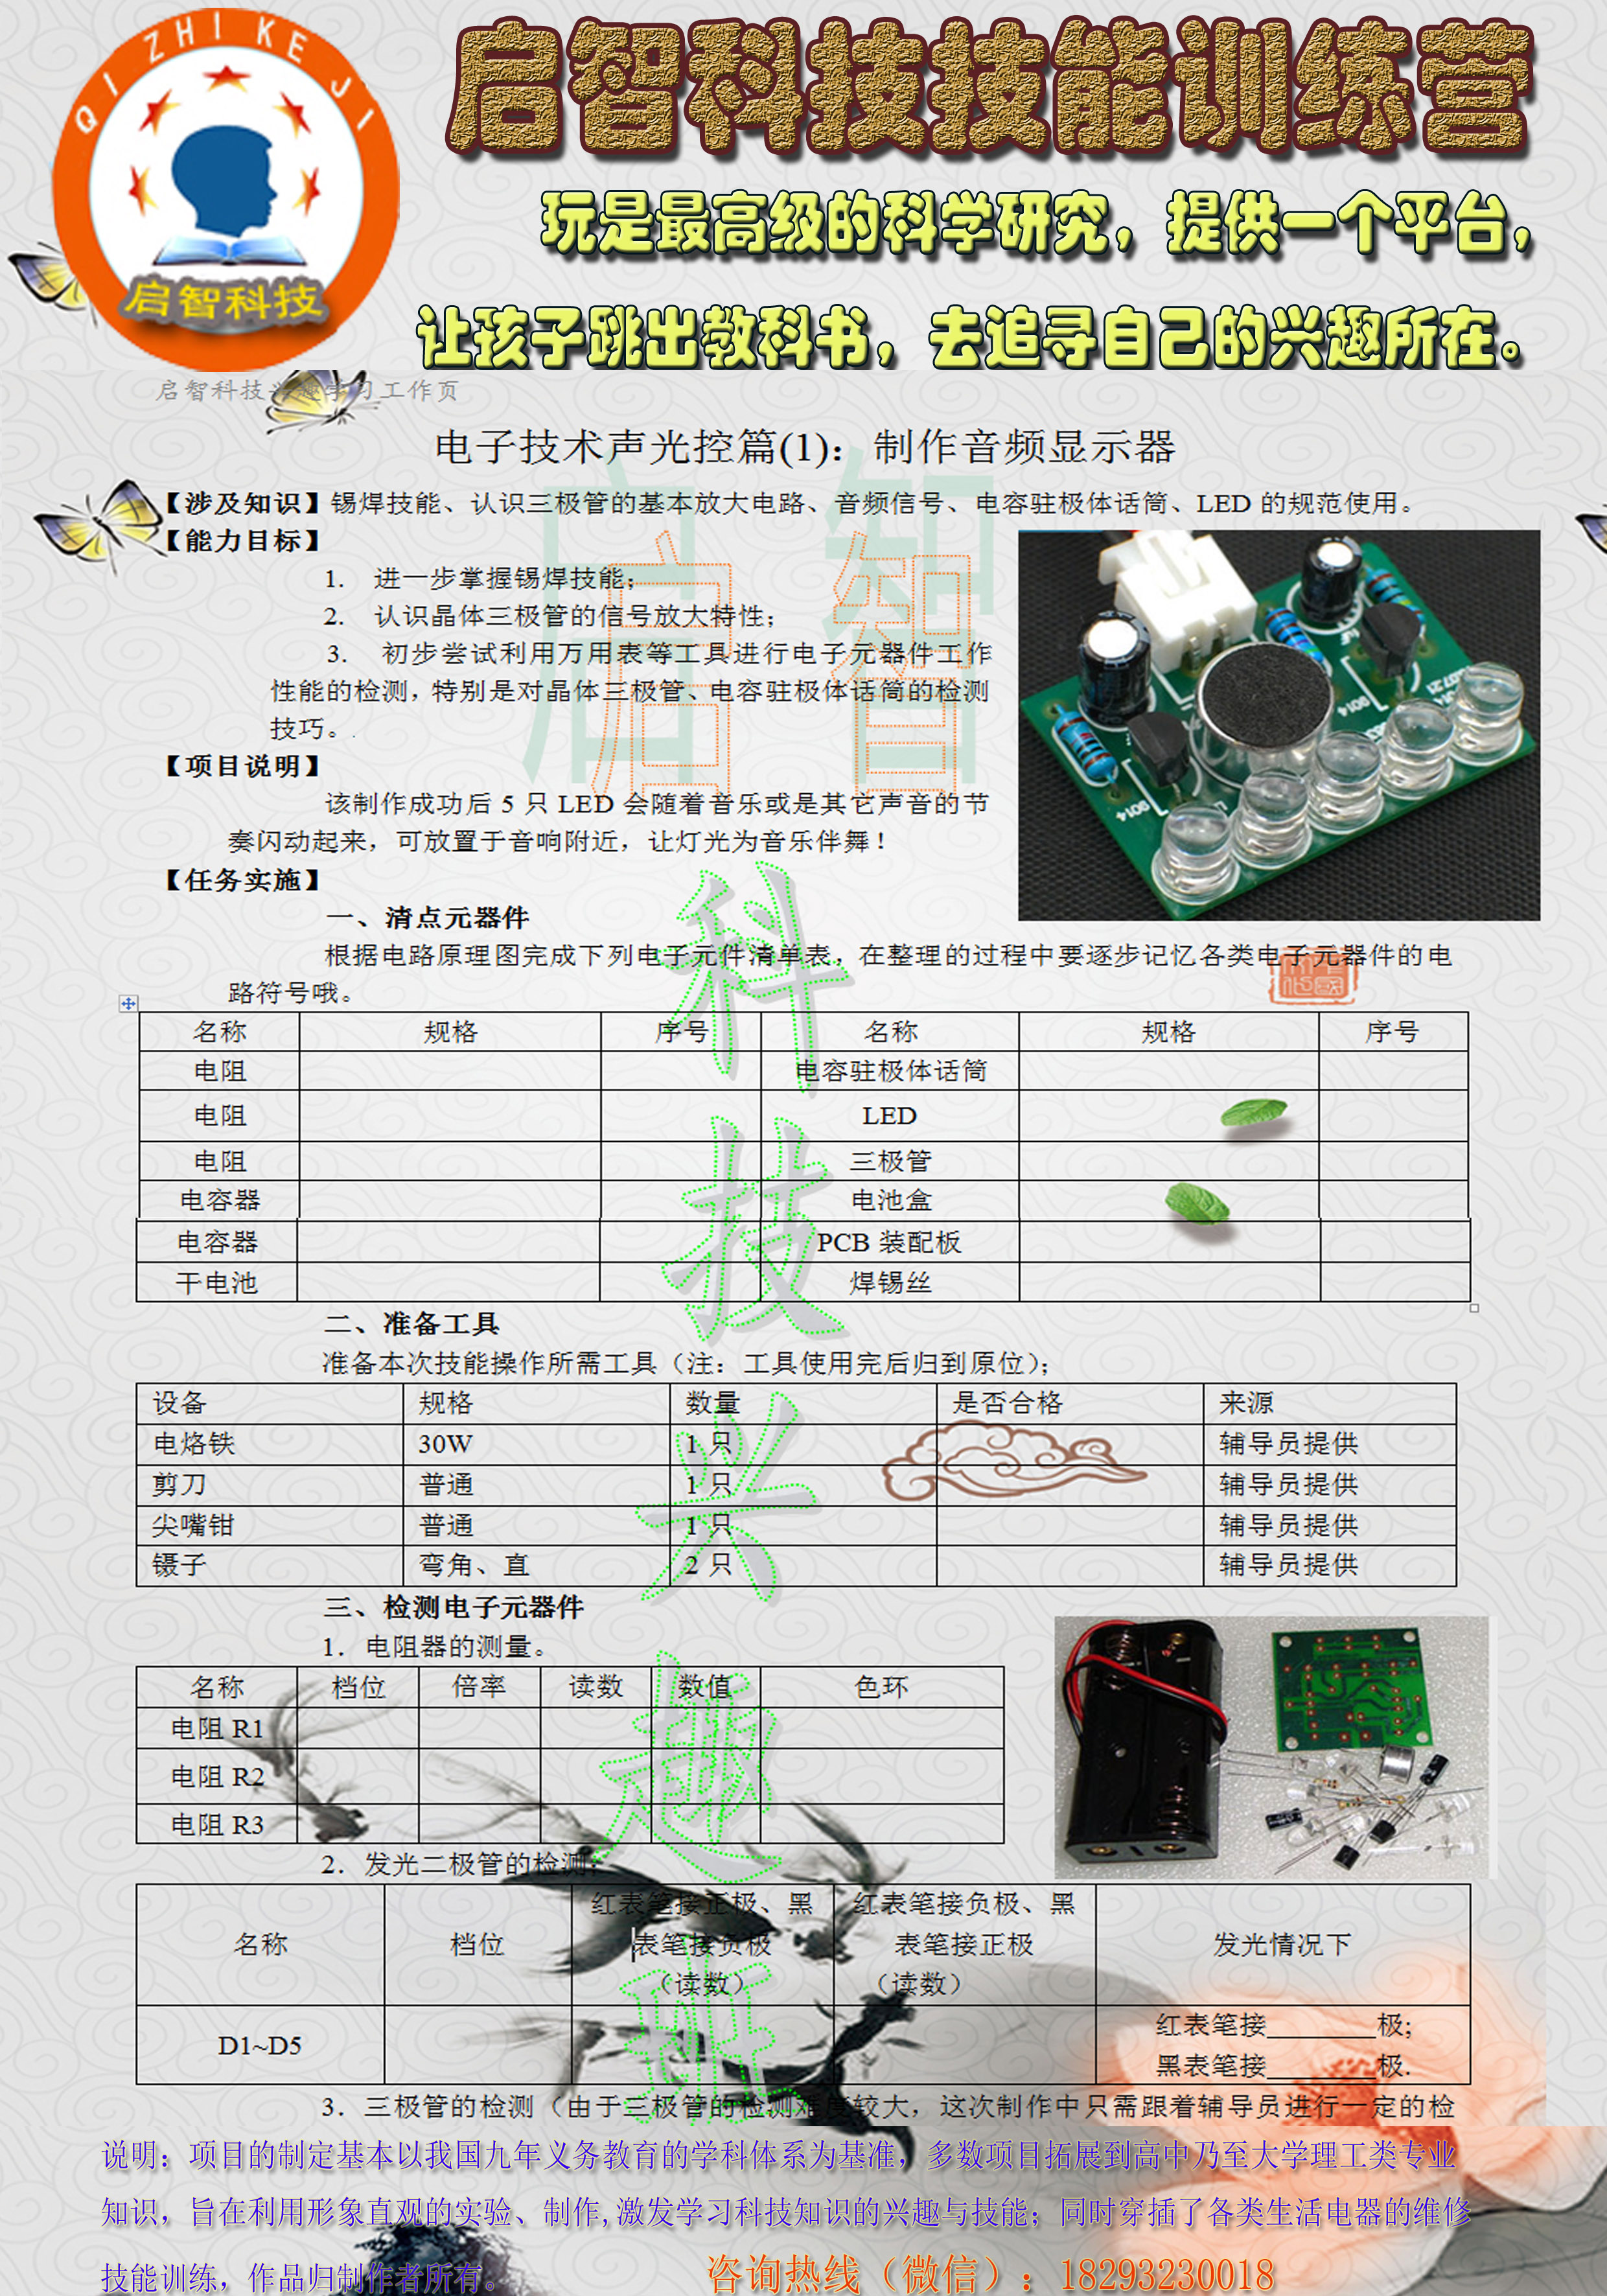 QI ZHI KE JI
启智科技
启智科技技能训练营
玩是最高级的科学研究，提供一个平台，
让孩子跳出教科书，去追寻自己的兴趣所在。
启智科技兴趣学习工作页
电子技术声光控篇(1)：制作音频显示器
【涉及知识】锡焊技能、认识三极管的基本放大电路、音频信号、电容驻极体话筒、LED 的规范使用。
【能力目标】
1. 进一步掌握锡焊技能；
2. 认识晶体三极管的信号放大特性；
3. 初步尝试利用万用表等工具进行电子元器件工作
性能的检测，特别是对晶体三极管、电容驻极体话筒的检测
技巧。
【项目说明】
该制作成功后 5 只 LED 会随着音乐或是其它声音的节
奏闪动起来，可放置于音响附近，让灯光为音乐伴舞！
【任务实施】
一、清点元器件
根据电路原理图完成下列电子元件清单表，在整理的过程中要逐步记忆各类电子元器件的电
路符号哦。
名称 规格 序号 名称 规格 序号
电阻 电容驻极体话筒
电阻 LED
电阻 三极管
电容器 电池盒
电容器 PCB 装配板
干电池 焊锡丝
二、准备工具
准备本次技能操作所需工具（注：工具使用完后归到原位）；
设备 规格 数量 是否合格 来源
电烙铁 30W 1 只 辅导员提供
剪刀 普通 1 只 辅导员提供
尖嘴钳 普通 1 只 辅导员提供
镊子 弯角、直 2 只 辅导员提供
三、检测电子元器件
1．电阻器的测量。
名称 档位 倍率 读数 数值 色环
电阻 R1
电阻 R2
电阻 R3
2．发光二极管的检测：
名称 档位 红表笔接正极、黑表笔接负极（读数） 红表笔接负极、黑表笔接正极（读数） 发光情况下
D1~D5 红表笔接________极；
黑表笔接________极.
3．三极管的检测（由于三极管的检测难度较大，这次制作中只需跟着辅导员进行一定的检
说明：项目的制定基本以我国九年义务教育的学科体系为基准，多数项目拓展到高中乃至大学理工类专业
知识，旨在利用形象直观的实验、制作,激发学习科技知识的兴趣与技能；同时穿插了各类生活电器的维修
技能训练，作品归制作者所有。
咨询热线（微信）：18293230018
启智
启智
科技兴趣班
9014
9014